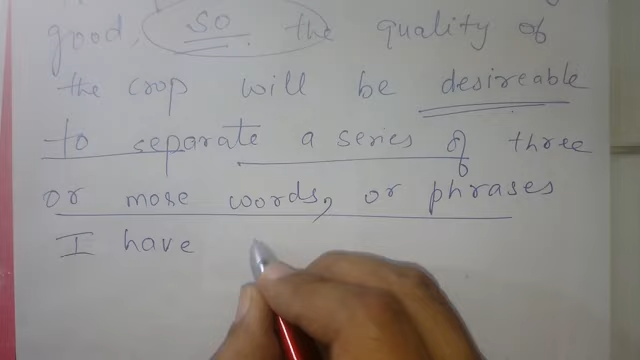 good, so the quality of
the crop will be desireable
to separate a series of three
or more words, or phrases
I have